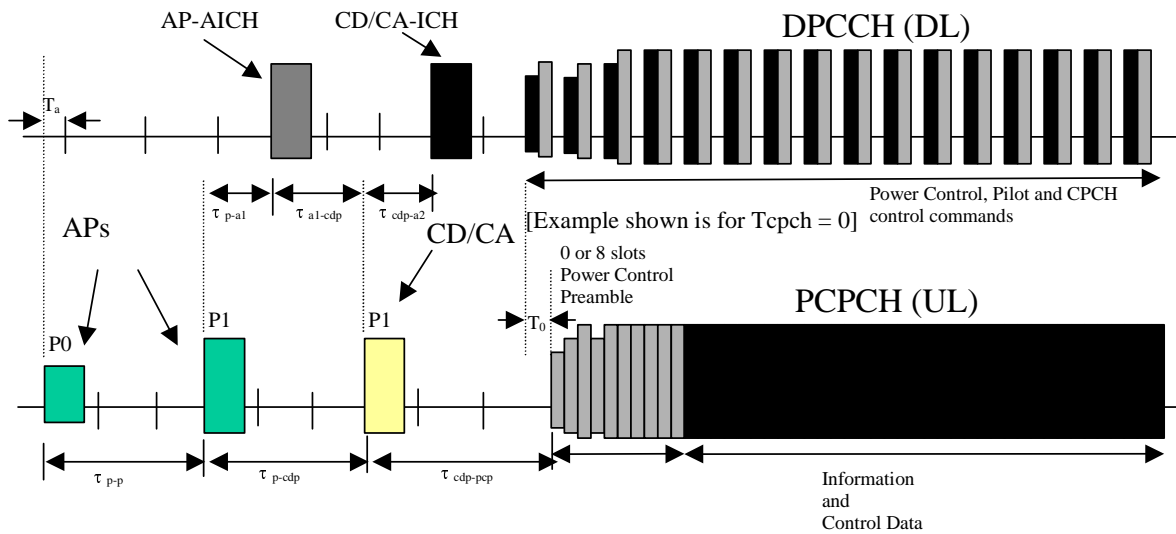 AP-AICH
CD/CA-ICH
DPCCH (DL)
Tₐ
τ p-a1
τ a1-cdp
τ cdp-a2
Power Control, Pilot and CPCH
control commands
[Example shown is for Tcpch = 0]
APs
CD/CA
0 or 8 slots
Power Control
Preamble
PCPCH (UL)
T₀
P0
P1
P1
τ p-p
τ p-cdp
τ cdp-pcp
Information
and
Control Data